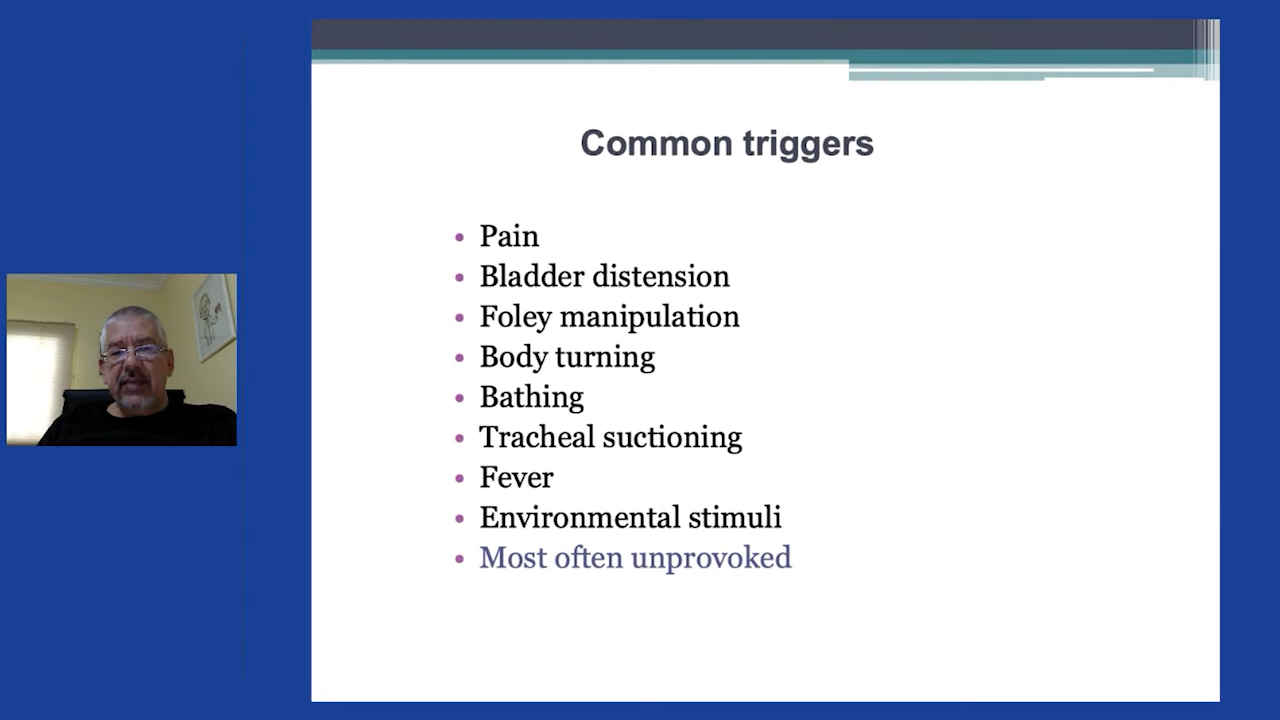 Common triggers
• Pain
• Bladder distension
• Foley manipulation
• Body turning
• Bathing
• Tracheal suctioning
• Fever
• Environmental stimuli
• Most often unprovoked